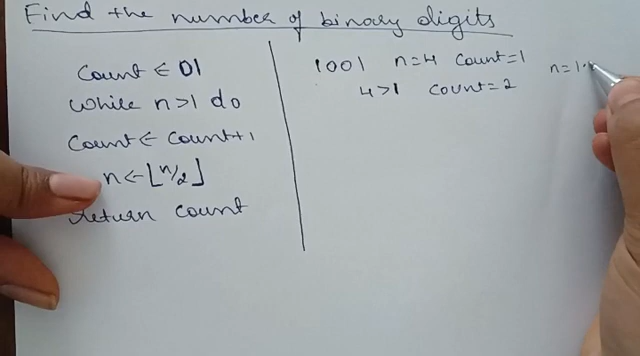 Find the number of binary digits
Count ← 01
While n>1 do
Count ← Count+1
n ← ⌊n/2⌋
return count
1001 n=4 Count=1
4>1 Count=2
n=1.